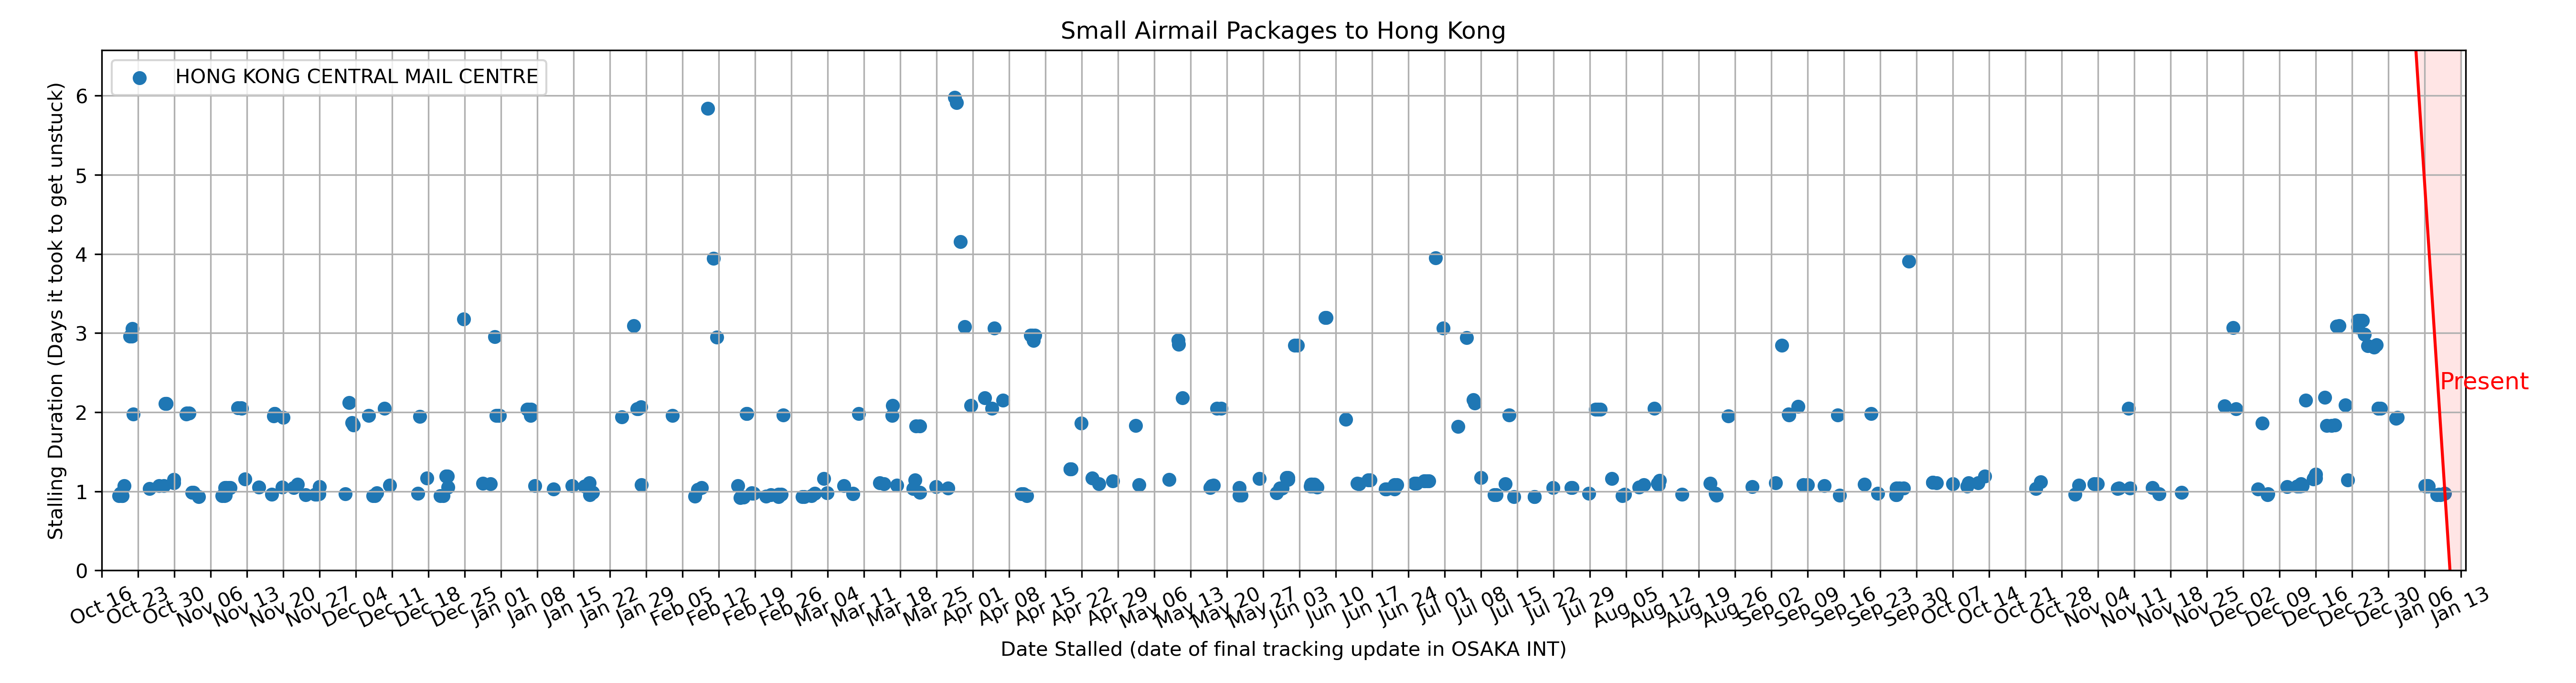 Small Airmail Packages to Hong Kong
HONG KONG CENTRAL MAIL CENTRE
Stalling Duration (Days it took to get unstuck)
6
5
4
3
2
1
0
Present
Oct 16 Oct 23 Oct 30 Nov 06 Nov 13 Nov 20 Nov 27 Dec 04 Dec 11 Dec 18 Dec 25 Jan 01 Jan 08 Jan 15 Jan 22 Jan 29 Feb 05 Feb 12 Feb 19 Feb 26 Mar 04 Mar 11 Mar 18 Mar 25 Apr 01 Apr 08 Apr 15 Apr 22 Apr 29 May 06 May 13 May 20 May 27 Jun 03 Jun 10 Jun 17 Jun 24 Jul 01 Jul 08 Jul 15 Jul 22 Jul 29 Aug 05 Aug 12 Aug 19 Aug 26 Sep 02 Sep 09 Sep 16 Sep 23 Sep 30 Oct 07 Oct 14 Oct 21 Oct 28 Nov 04 Nov 11 Nov 18 Nov 25 Dec 02 Dec 09 Dec 16 Dec 23 Dec 30 Jan 06 Jan 13
Date Stalled (date of final tracking update in OSAKA INT)